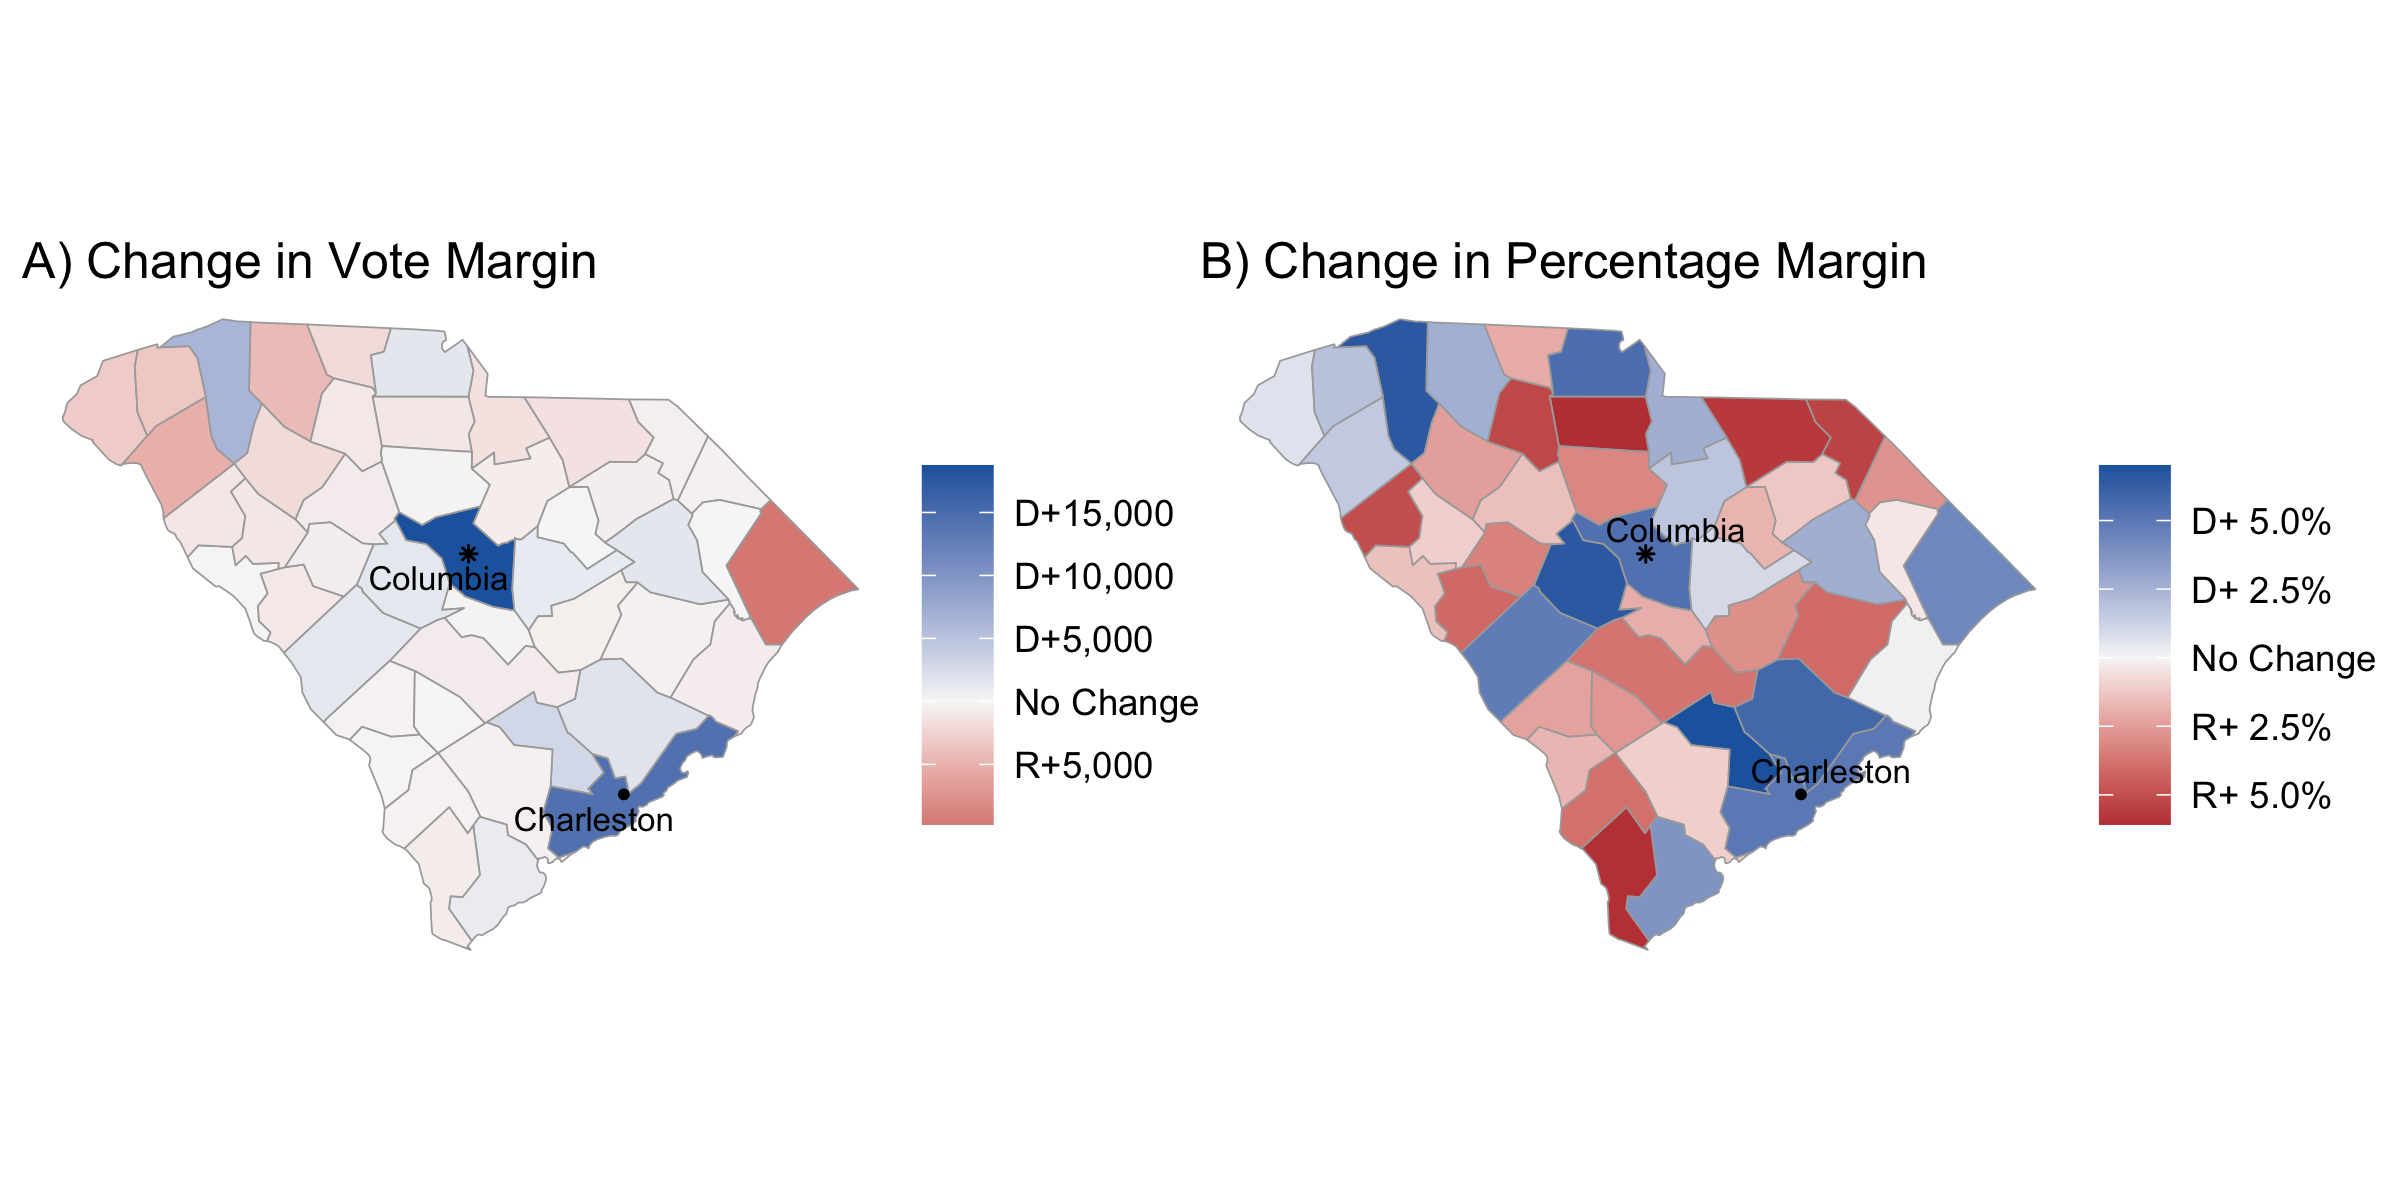 A) Change in Vote Margin
Columbia
Charleston
D+15,000
D+10,000
D+5,000
No Change
R+5,000
B) Change in Percentage Margin
Columbia
Charleston
D+ 5.0%
D+ 2.5%
No Change
R+ 2.5%
R+ 5.0%